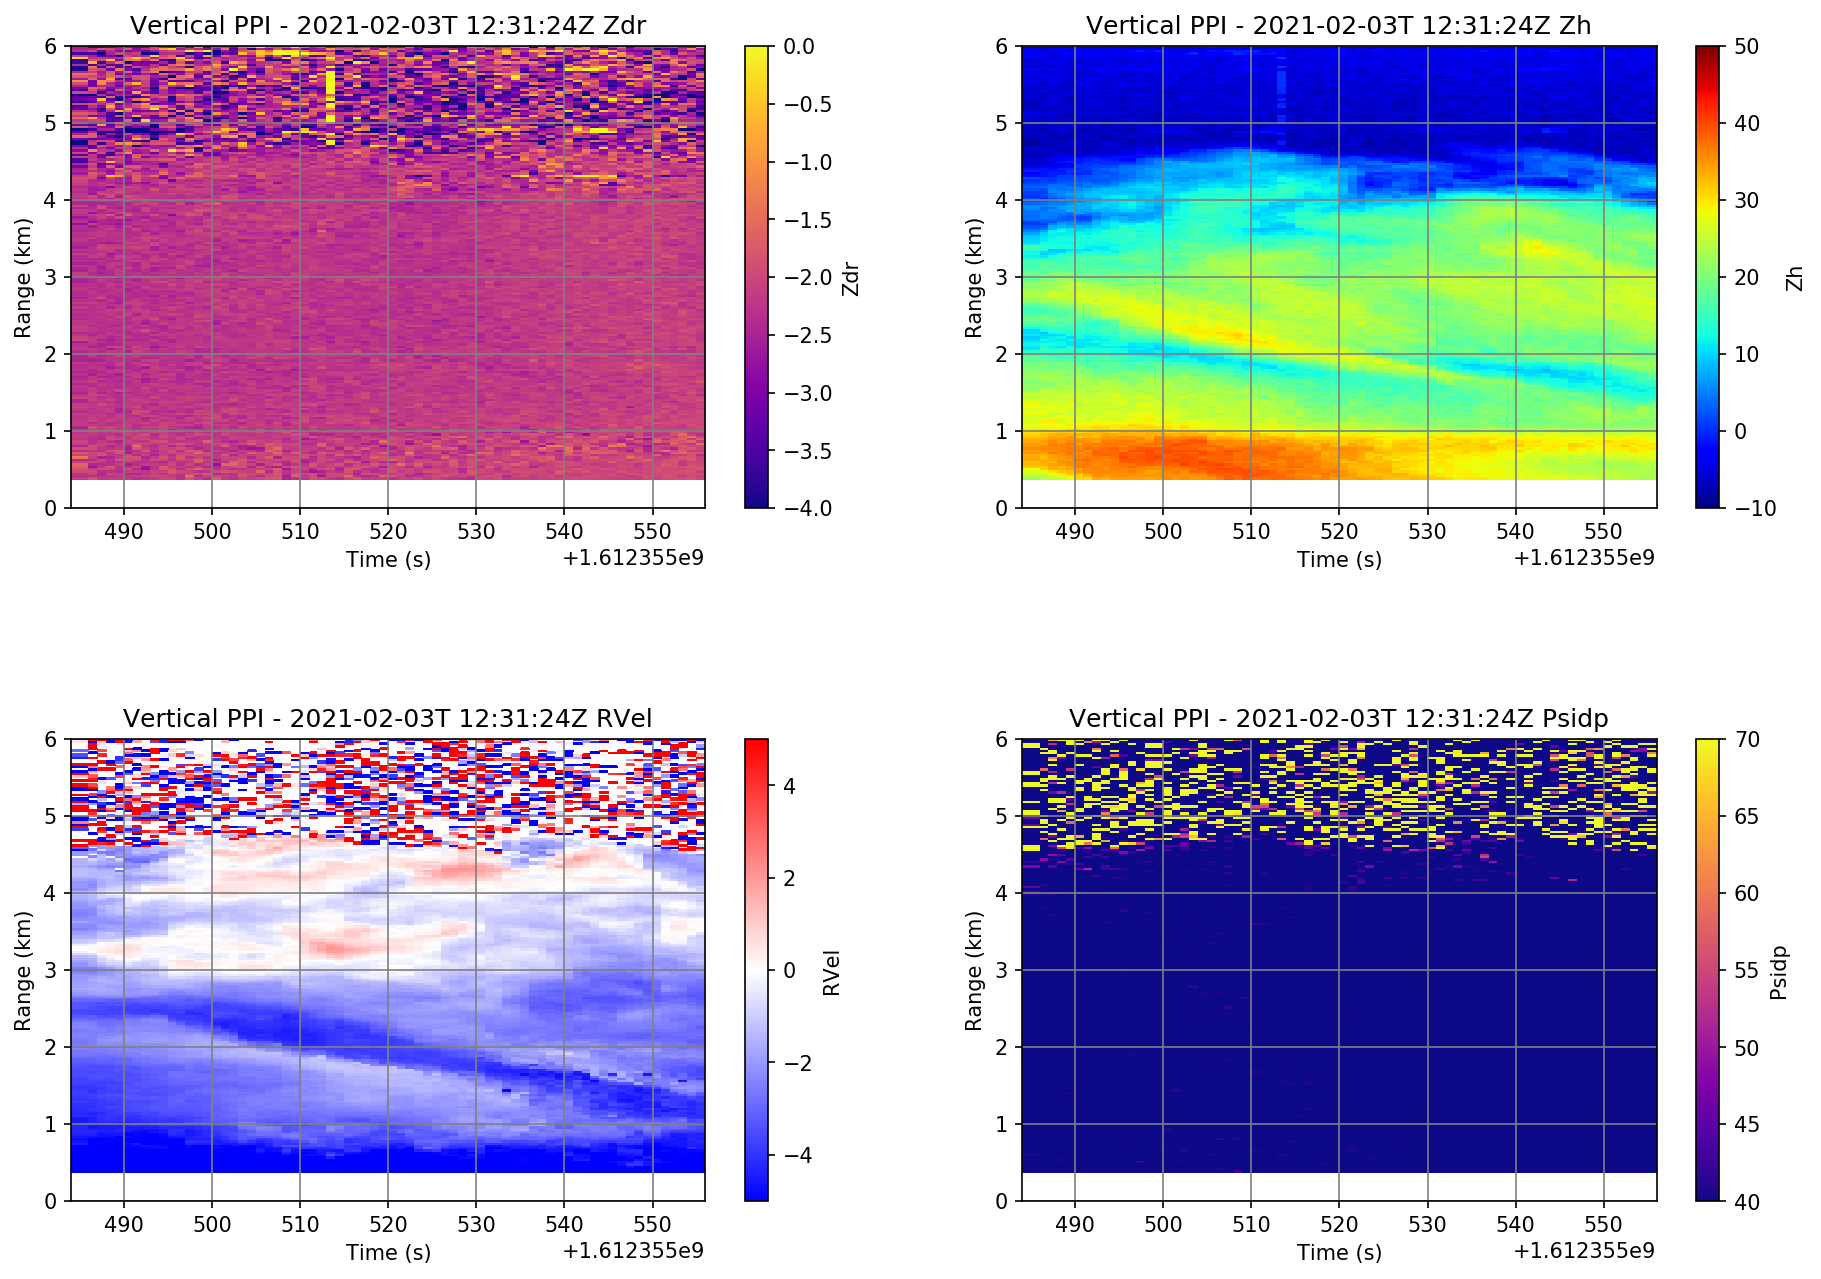 Vertical PPI - 2021-02-03T 12:31:24Z Zdr
6
5
4
3
2
1
0
Range (km)
490 500 510 520 530 540 550
Time (s)
+1.612355e9
0.0
−0.5
−1.0
−1.5
−2.0
−2.5
−3.0
−3.5
−4.0
Zdr
Vertical PPI - 2021-02-03T 12:31:24Z Zh
6
5
4
3
2
1
0
Range (km)
490 500 510 520 530 540 550
Time (s)
+1.612355e9
50
40
30
20
10
0
−10
Zh
Vertical PPI - 2021-02-03T 12:31:24Z RVel
6
5
4
3
2
1
0
Range (km)
490 500 510 520 530 540 550
Time (s)
+1.612355e9
4
2
0
−2
−4
RVel
Vertical PPI - 2021-02-03T 12:31:24Z Psidp
6
5
4
3
2
1
0
Range (km)
490 500 510 520 530 540 550
Time (s)
+1.612355e9
70
65
60
55
50
45
40
Psidp